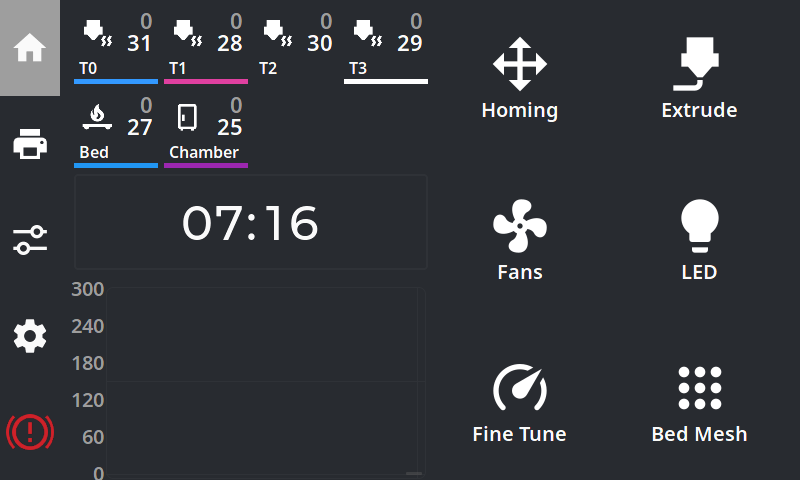 0 0 0 0
31 28 30 29
T0 T1 T2 T3
0 0
27 25
Bed Chamber
07:16
300
240
180
120
60
0
Homing Extrude
Fans LED
Fine Tune Bed Mesh